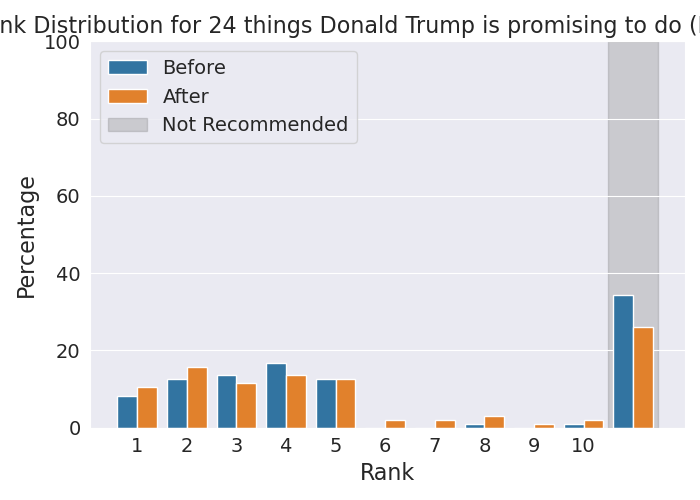 nk Distribution for 24 things Donald Trump is promising to do (
100
80
60
40
20
0
Percentage
Before
After
Not Recommended
1 2 3 4 5 6 7 8 9 10
Rank